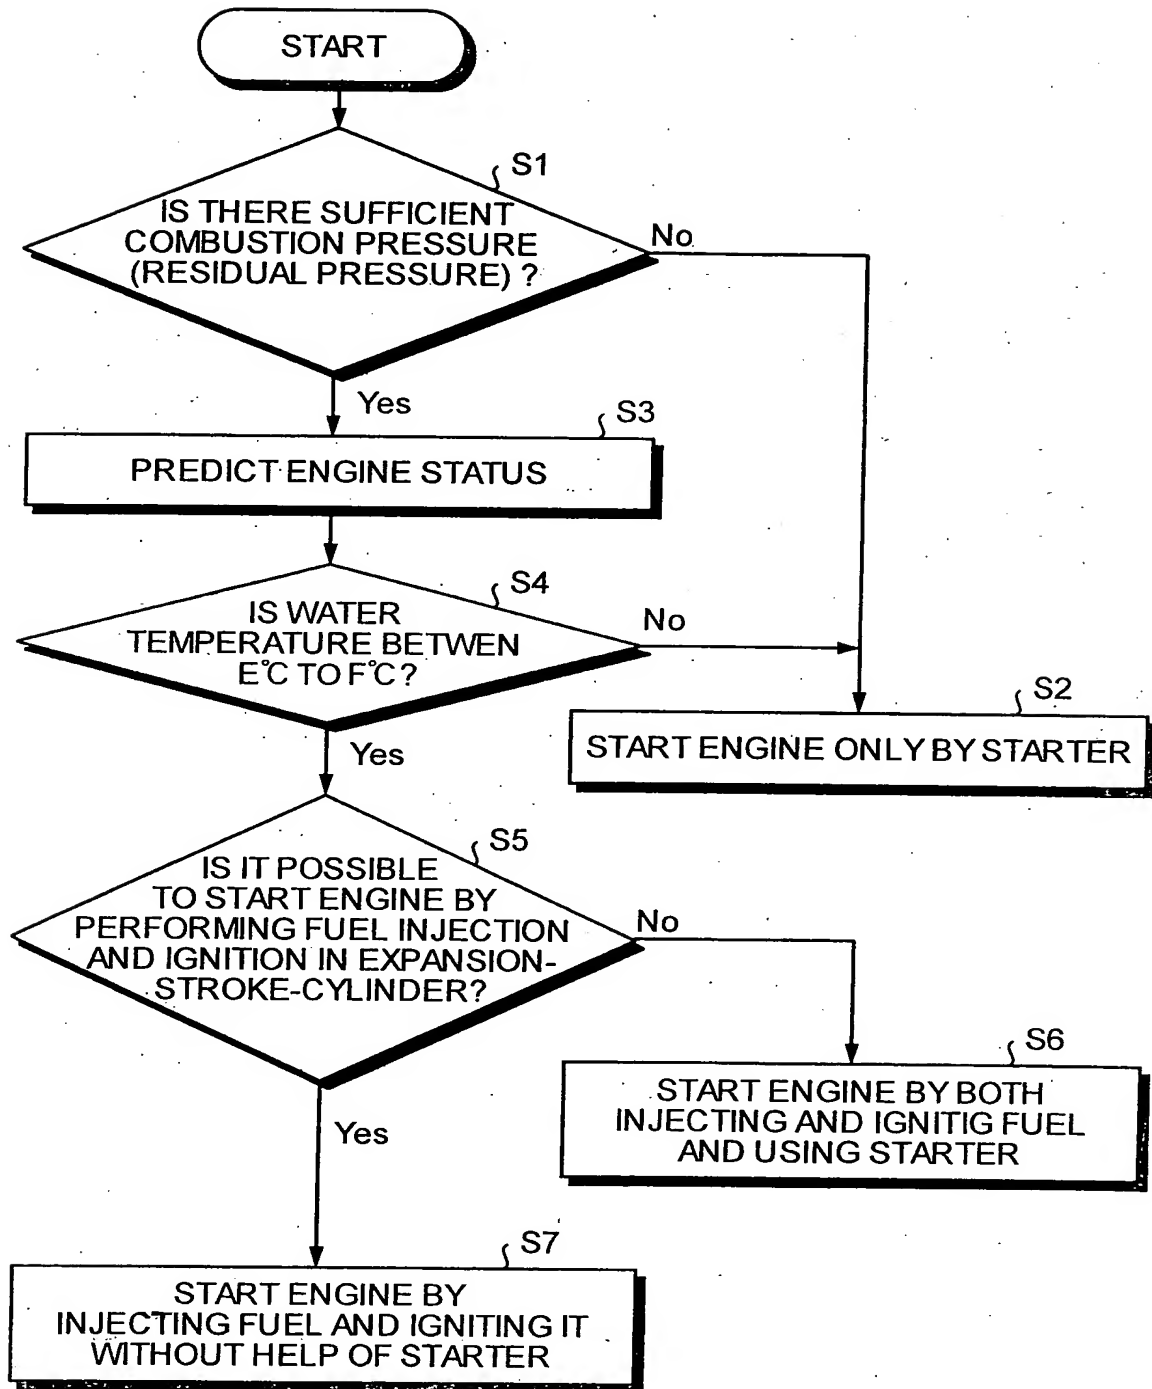 START
S1
IS THERE SUFFICIENT
COMBUSTION PRESSURE
(RESIDUAL PRESSURE) ?
No
Yes
S3
PREDICT ENGINE STATUS
S4
IS WATER
TEMPERATURE BETWEN
E°C TO F°C?
No
Yes
S2
START ENGINE ONLY BY STARTER
S5
IS IT POSSIBLE
TO START ENGINE BY
PERFORMING FUEL INJECTION
AND IGNITION IN EXPANSION-
STROKE-CYLINDER?
No
Yes
S6
START ENGINE BY BOTH
INJECTING AND IGNITIG FUEL
AND USING STARTER
S7
START ENGINE BY
INJECTING FUEL AND IGNITING IT
WITHOUT HELP OF STARTER